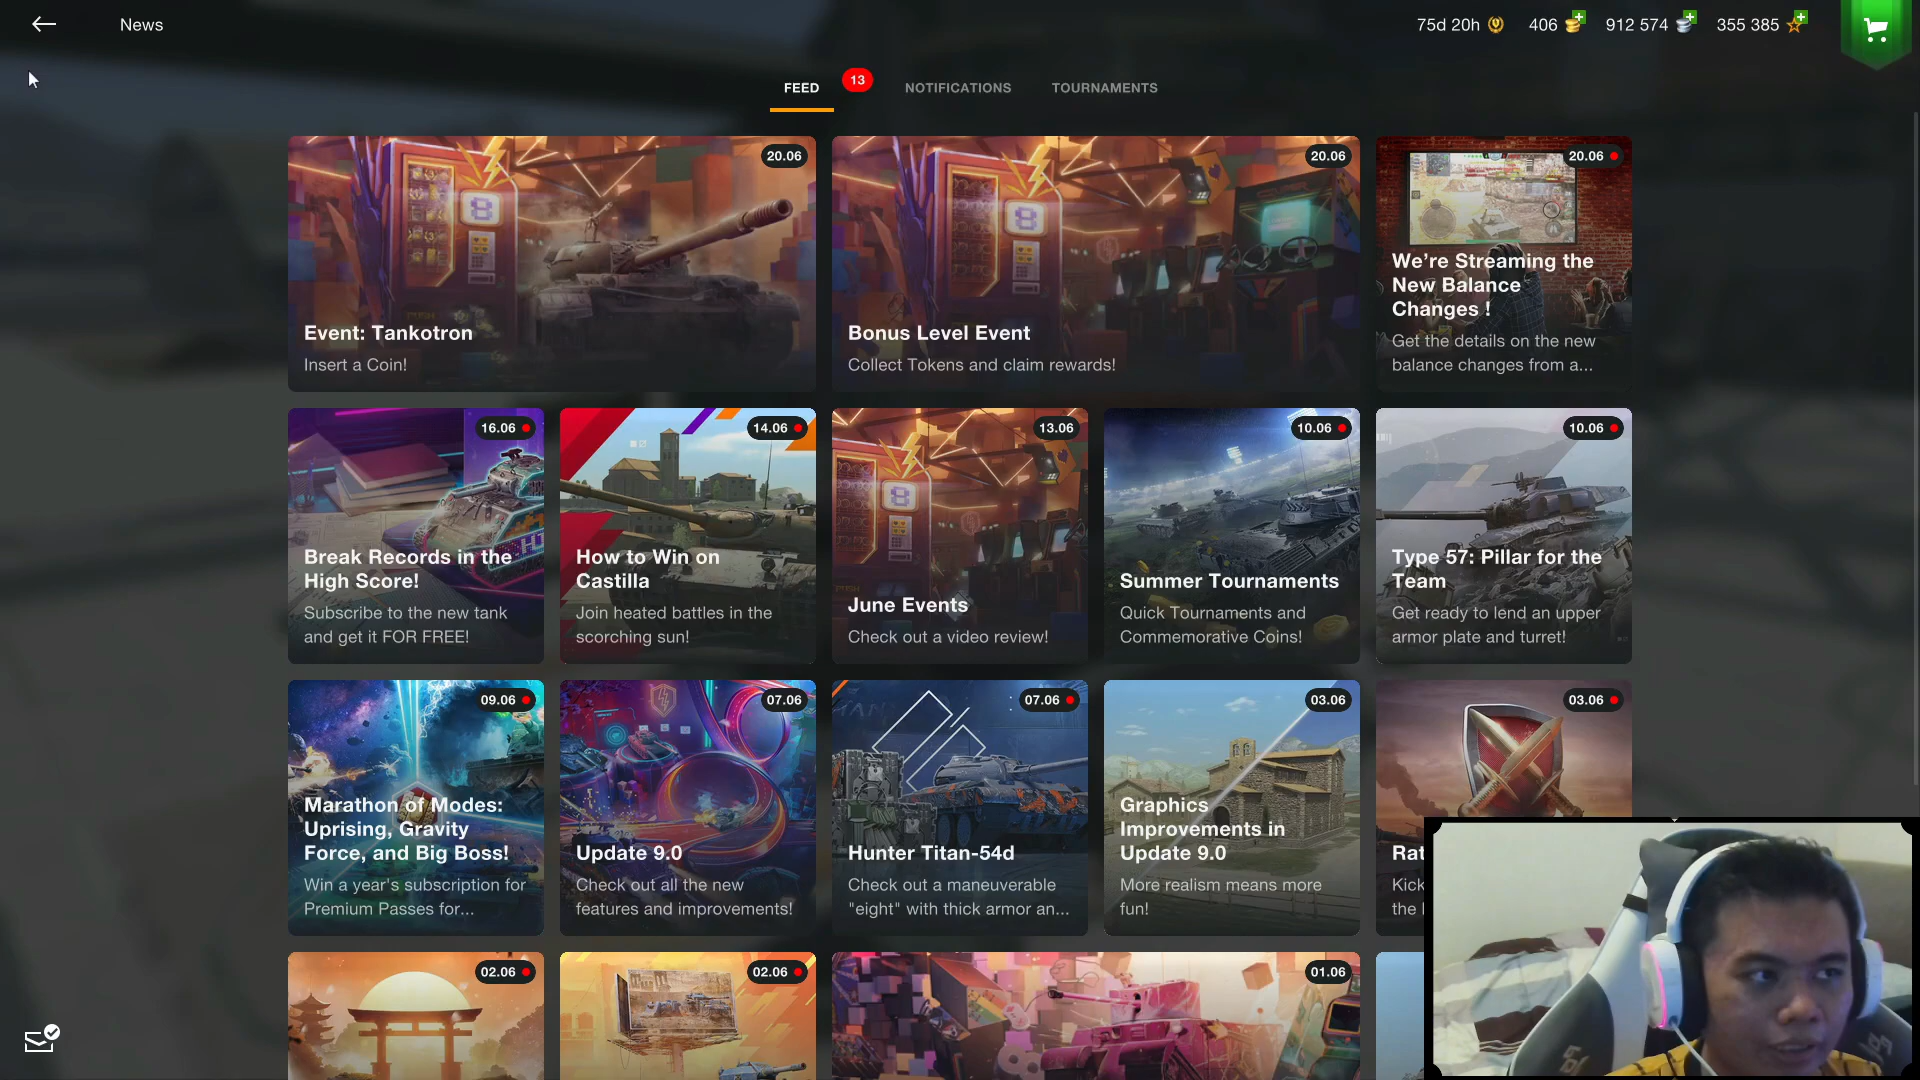 News
75d 20h
406
912 574
355 385
FEED
13
NOTIFICATIONS
TOURNAMENTS
20.06
Event: Tankotron
Insert a Coin!
20.06
Bonus Level Event
Collect Tokens and claim rewards!
20.06
We're Streaming the
New Balance
Changes !
Get the details on the new
balance changes from a...
16.06
Break Records in the
High Score!
Subscribe to the new tank
and get it FOR FREE!
14.06
How to Win on
Castilla
Join heated battles in the
scorching sun!
13.06
June Events
Check out a video review!
10.06
Summer Tournaments
Quick Tournaments and
Commemorative Coins!
10.06
Type 57: Pillar for the
Team
Get ready to lend an upper
armor plate and turret!
09.06
Marathon of Modes:
Uprising, Gravity
Force, and Big Boss!
Win a year's subscription for
Premium Passes for...
07.06
Update 9.0
Check out all the new
features and improvements!
07.06
Hunter Titan-54d
Check out a maneuverable
"eight" with thick armor an...
03.06
Graphics
Improvements in
Update 9.0
More realism means more
fun!
03.06
Rat
Kick
the
02.06
02.06
01.06